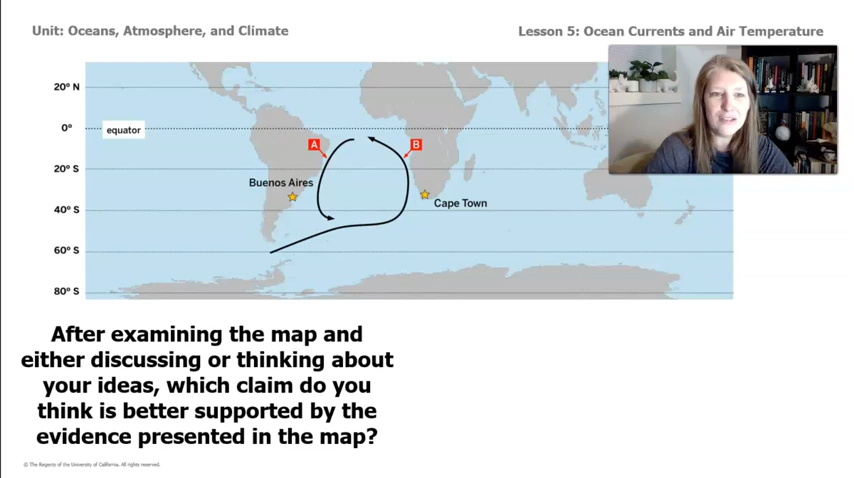 Unit: Oceans, Atmosphere, and Climate
Lesson 5: Ocean Currents and Air Temperature
20° N
0°
equator
A
B
20° S
Buenos Aires
40° S
Cape Town
60° S
80° S
After examining the map and
either discussing or thinking about
your ideas, which claim do you
think is better supported by the
evidence presented in the map?
© The Regents of the University of California. All rights reserved.